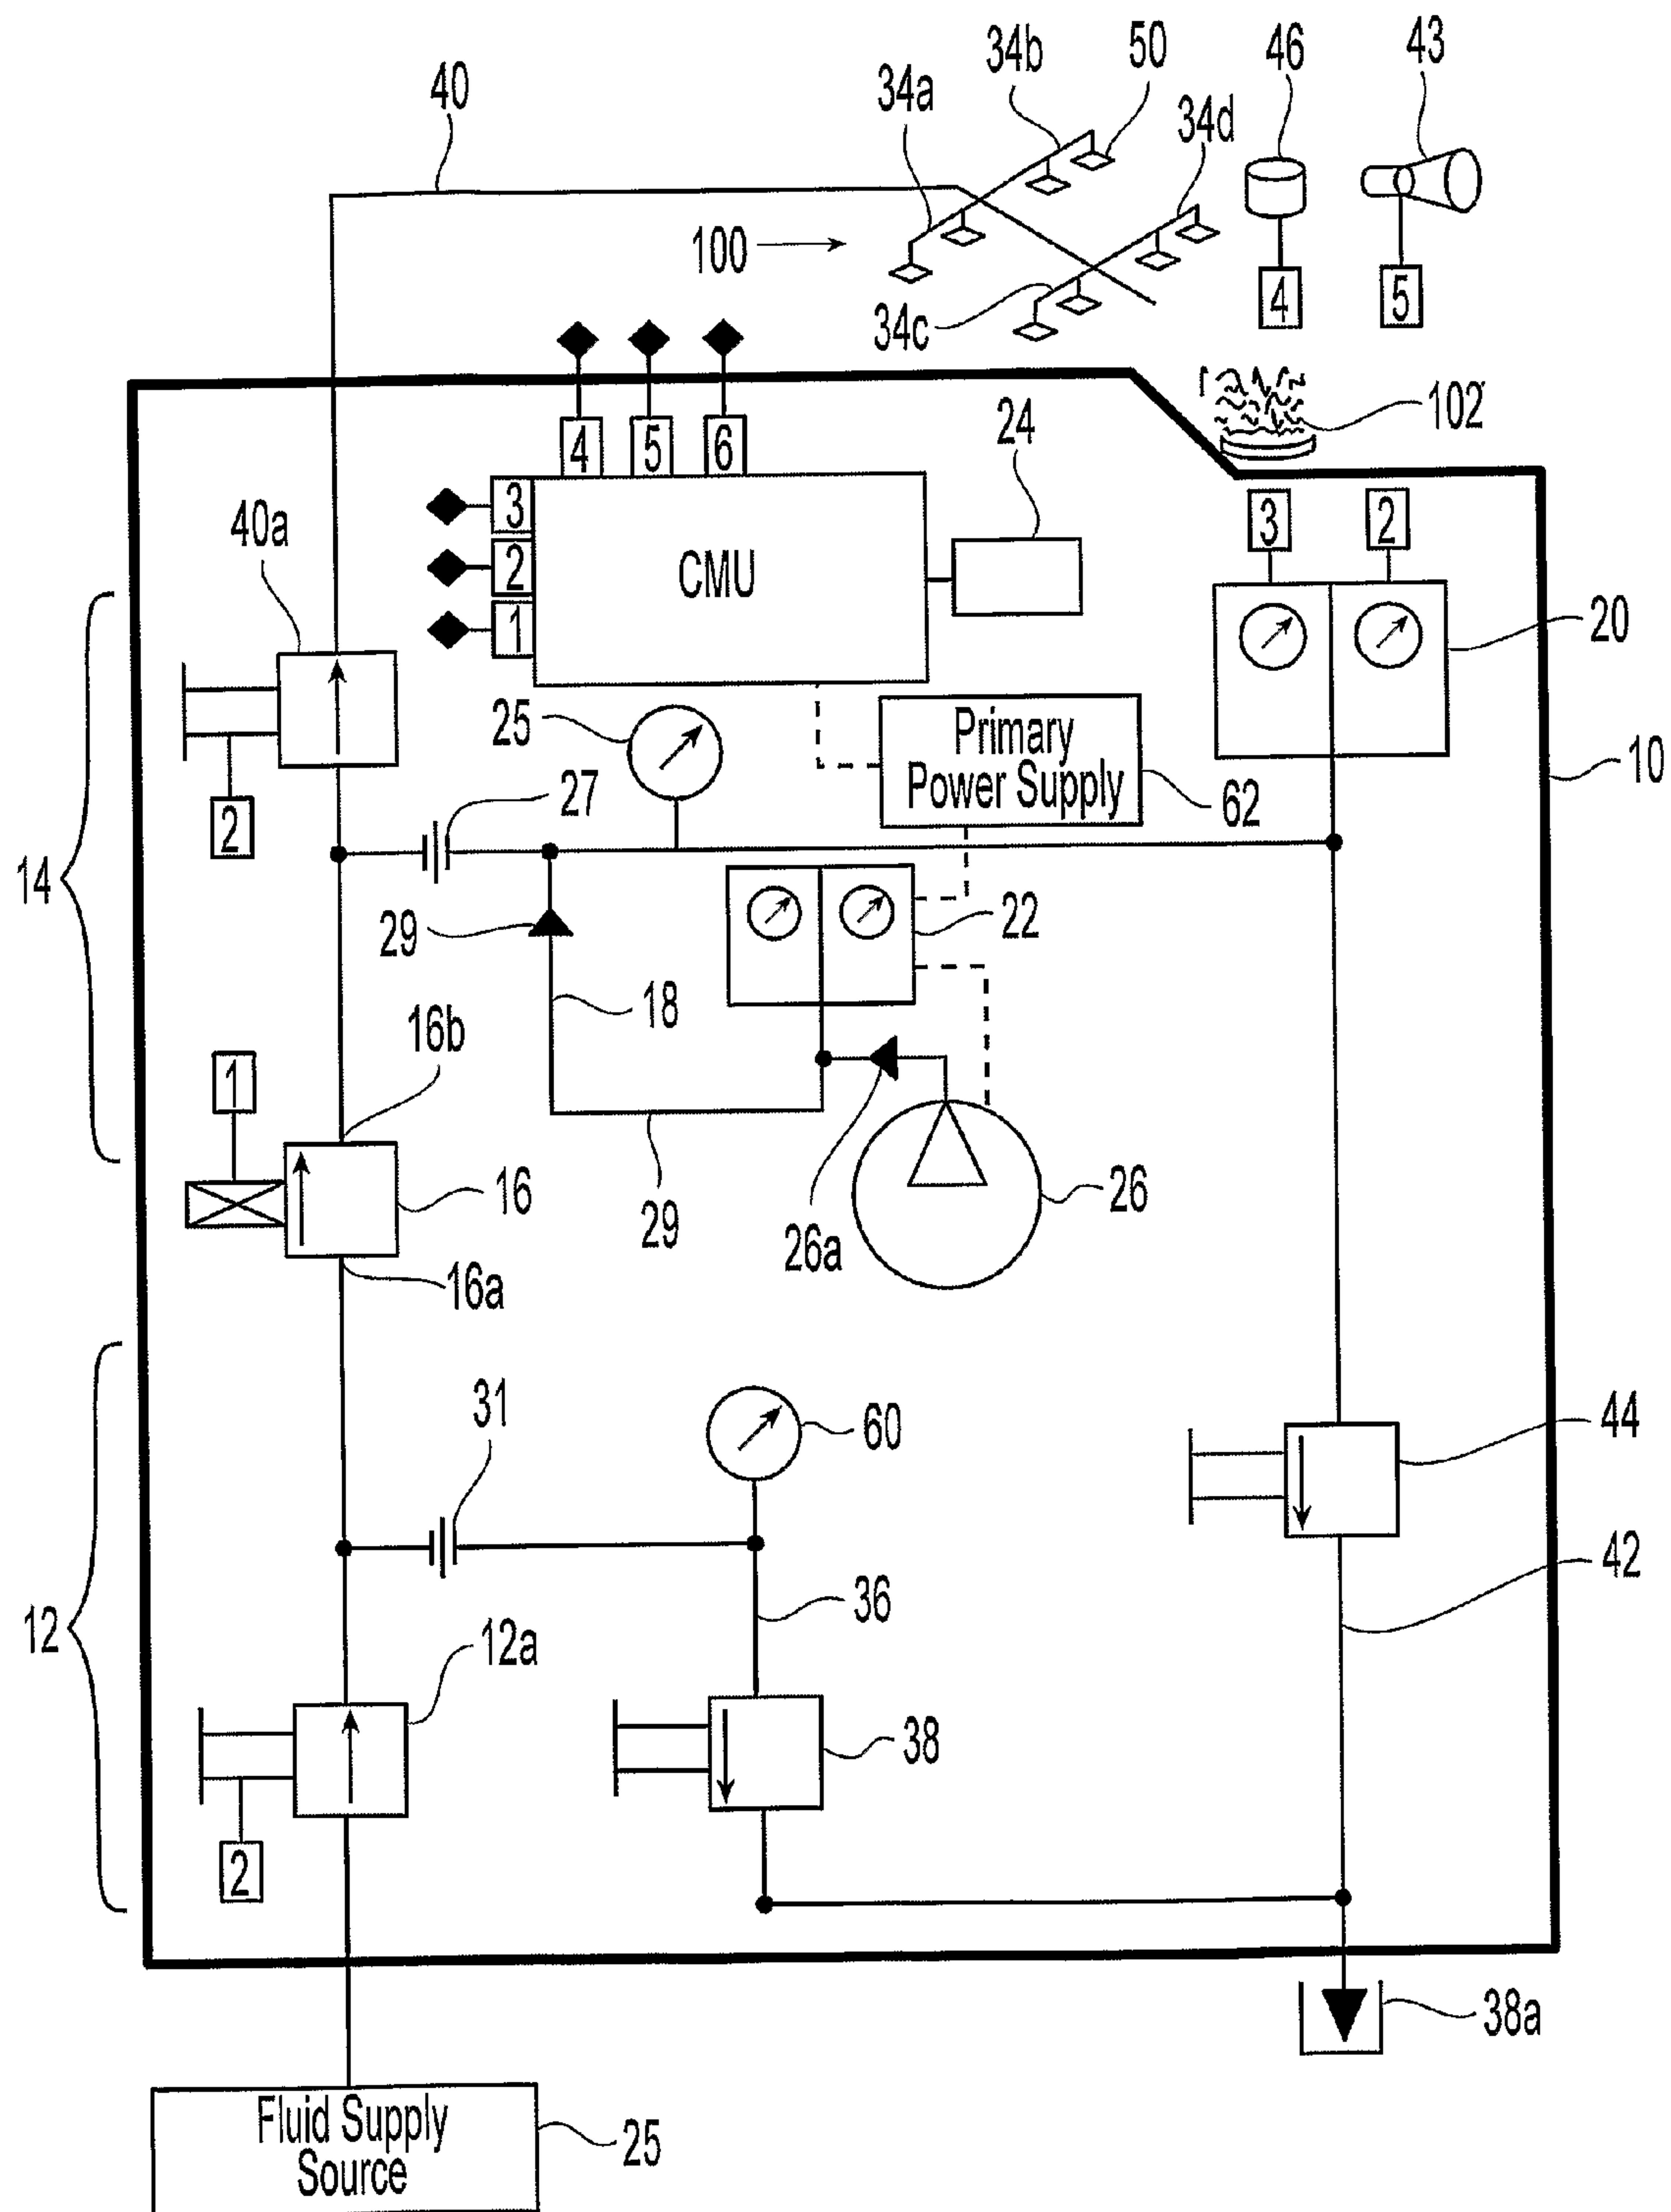 40
34a
34b
50
46
43
34d
100
34c
4
5
102
4
5
6
24
3
2
1
CMU
3
2
40a
20
25
Primary
Power Supply
62
10
2
27
14
29
22
18
16b
1
16
29
26a
26
16a
31
60
44
42
36
12
12a
38
2
38a
Fluid Supply
Source
25